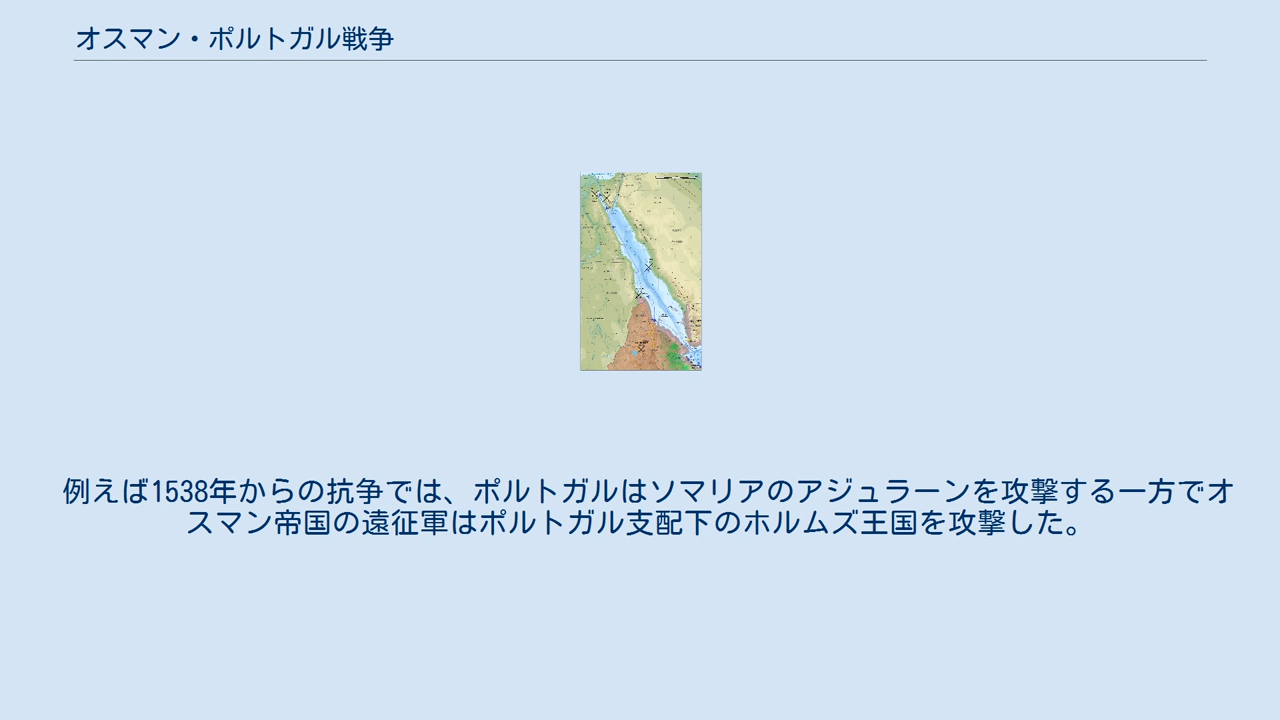 オスマン・ポルトガル戦争
例えば1538年からの抗争では、ポルトガルはソマリアのアジュラーンを攻撃する一方でオ
スマン帝国の遠征軍はポルトガル支配下のホルムズ王国を攻撃した。